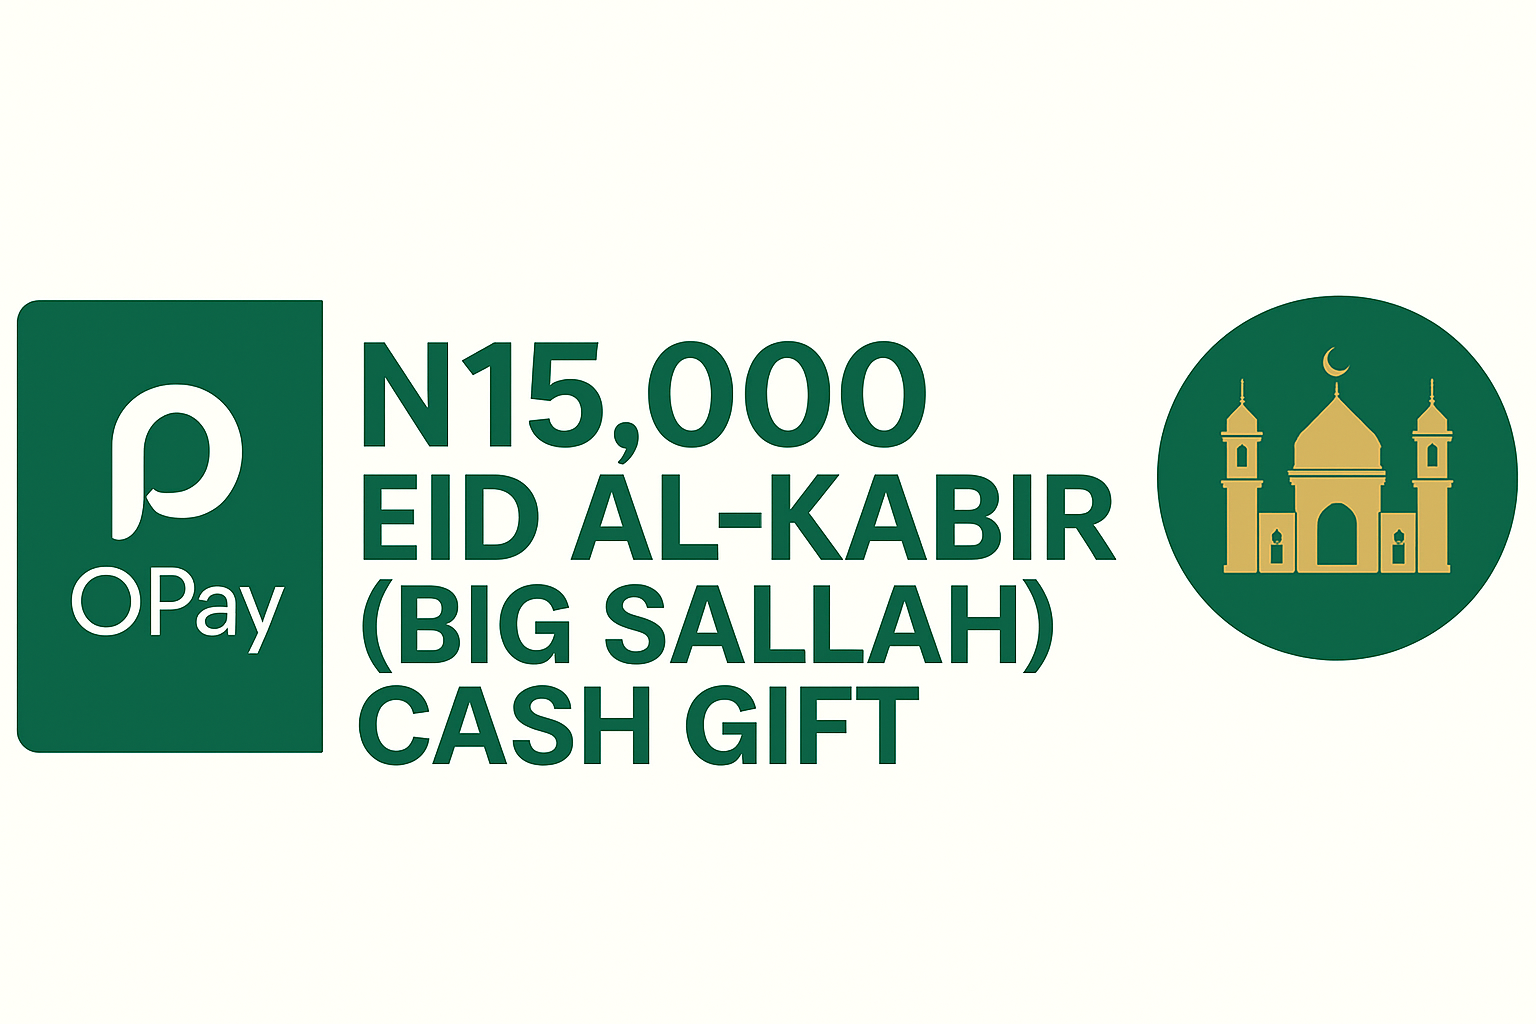 OPay
N15,000
EID AL-KABIR
(BIG SALLAH)
CASH GIFT